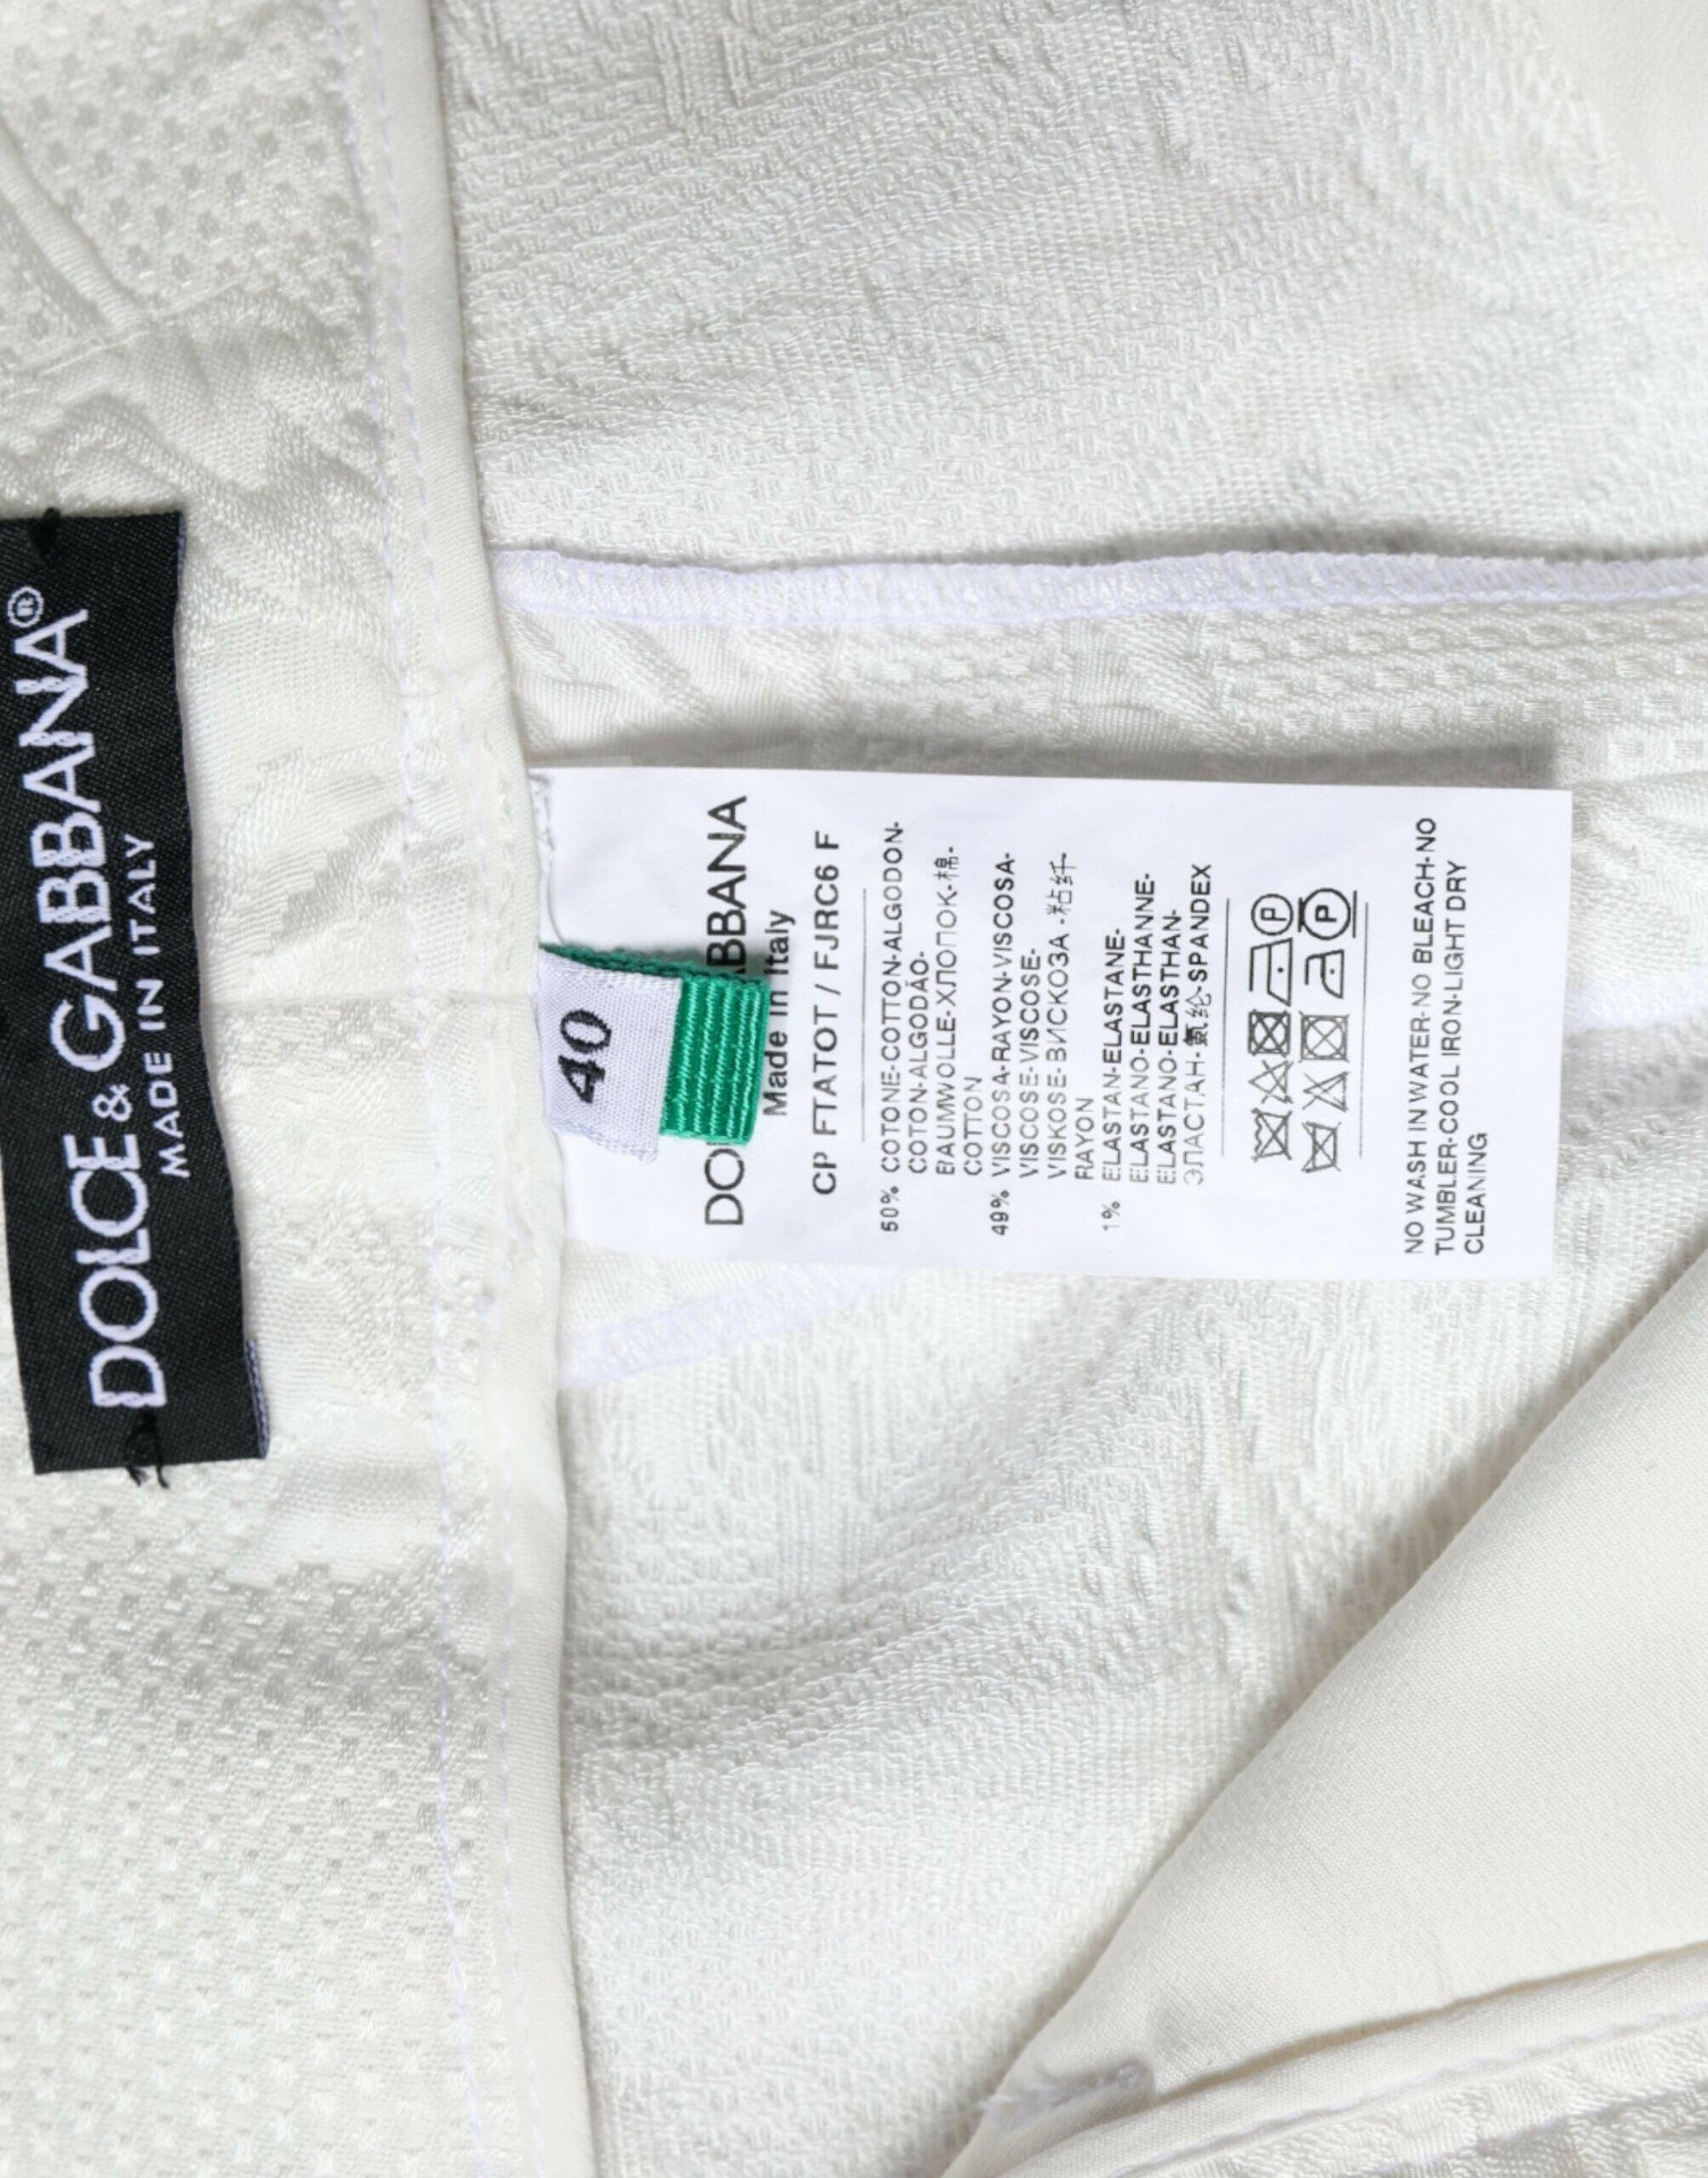 DOLCE & GABBANA®
MADE IN ITALY
40
BBANA
Made in Italy
CP FTATOT / FJRC6 F
50% COTONE-COTTON-ALGODON-
COTON-ALGODÃO-
BAUMWOLLE-ХЛОПОК-棉-
COTTON
49% VISCOSA-RAYON-VISCOSA-
VISCOSE-VISCOSE-
VISKOSE-ВИСКОЗА-粘纤-
RAYON
1% ELASTAN-ELASTANE-
ELASTANO-ELASTHANNE-
ELASTANO-ELASTHAN-
ЭЛАСТАН-氨纶-SPANDEX
P
P
NO WASH IN WATER-NO BLEACH-NO
TUMBLER-COOL IRON-LIGHT DRY
CLEANING